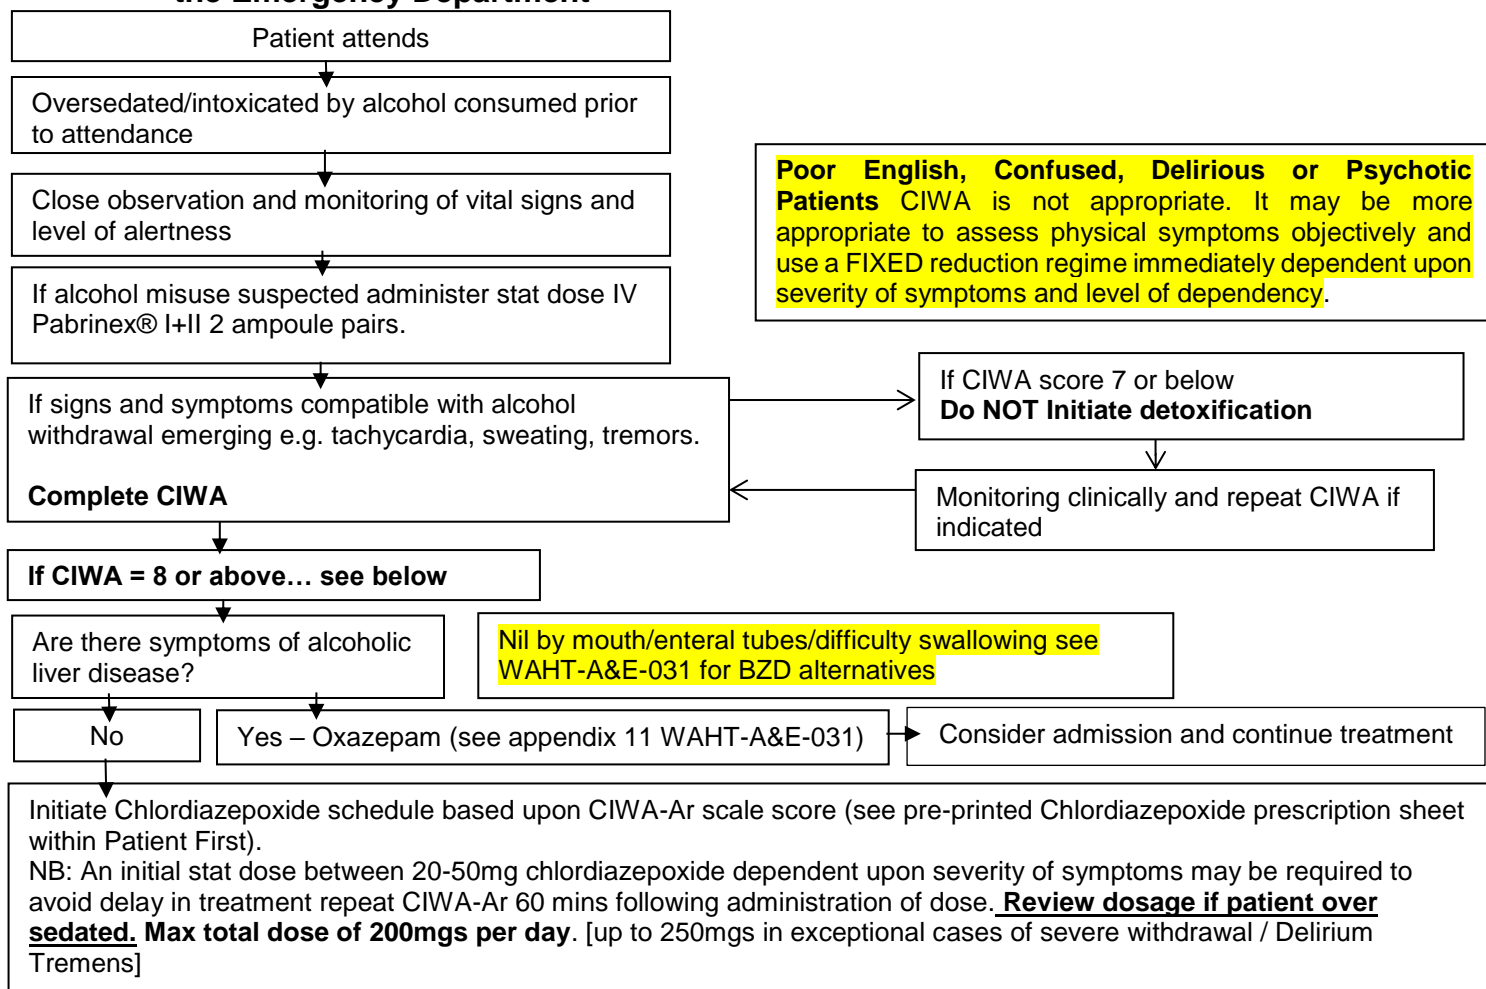 the Emergency Department
Patient attends
Oversedated/intoxicated by alcohol consumed prior
to attendance
Close observation and monitoring of vital signs and
level of alertness
Poor English, Confused, Delirious or Psychotic
Patients CIWA is not appropriate. It may be more
appropriate to assess physical symptoms objectively and
use a FIXED reduction regime immediately dependent upon
severity of symptoms and level of dependency.
If alcohol misuse suspected administer stat dose IV
Pabrinex® I+II 2 ampoule pairs.
If signs and symptoms compatible with alcohol
withdrawal emerging e.g. tachycardia, sweating, tremors.
Complete CIWA
If CIWA score 7 or below
Do NOT Initiate detoxification
Monitoring clinically and repeat CIWA if
indicated
If CIWA = 8 or above… see below
Are there symptoms of alcoholic
liver disease?
Nil by mouth/enteral tubes/difficulty swallowing see
WAHT-A&E-031 for BZD alternatives
No
Yes – Oxazepam (see appendix 11 WAHT-A&E-031)
Consider admission and continue treatment
Initiate Chlordiazepoxide schedule based upon CIWA-Ar scale score (see pre-printed Chlordiazepoxide prescription sheet
within Patient First).
NB: An initial stat dose between 20-50mg chlordiazepoxide dependent upon severity of symptoms may be required to
avoid delay in treatment repeat CIWA-Ar 60 mins following administration of dose. Review dosage if patient over
sedated. Max total dose of 200mgs per day. [up to 250mgs in exceptional cases of severe withdrawal / Delirium
Tremens]